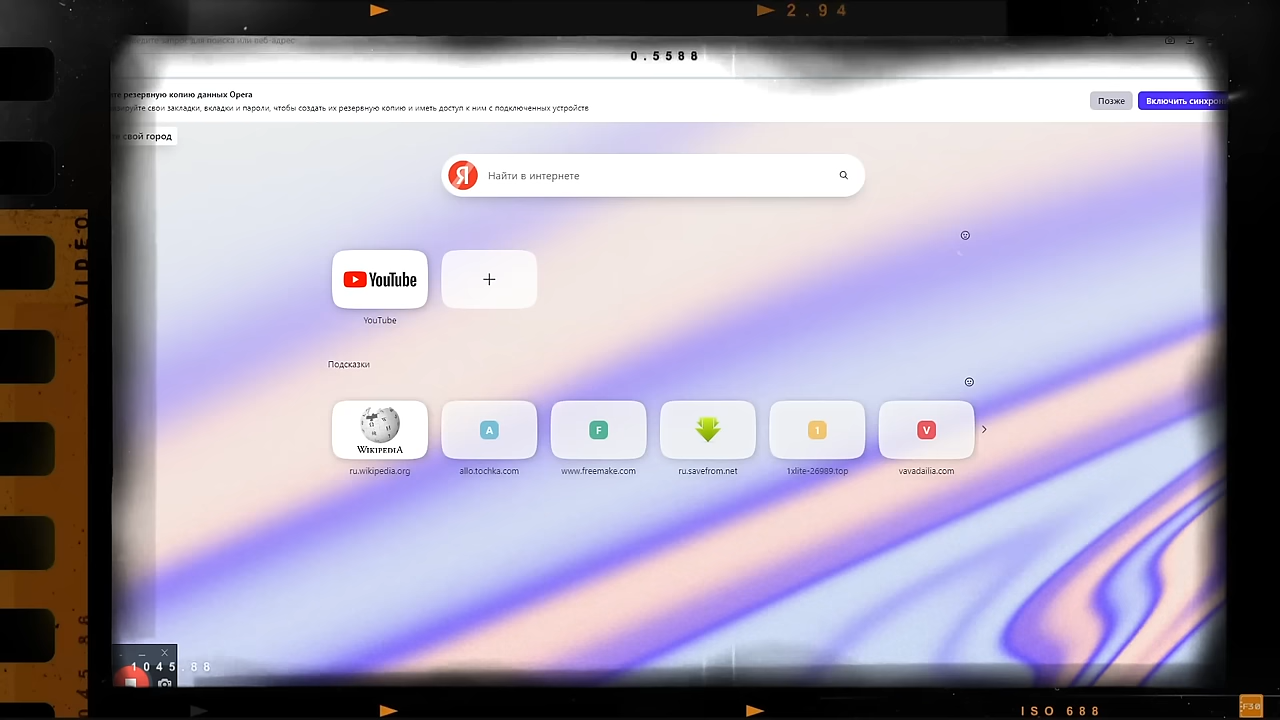 2.94
0.5588
резервную копию данных Opera
свои закладки, вкладки и пароли, чтобы создать их резервную копию и иметь доступ к ним с подключенных устройств
Позже
Включить синхрон
свой город
Я
Найти в интернете
VIDEO
YouTube
YouTube
Подсказки
WIKIPEDIA
A
F
1
V
ru.wikipedia.org
allo.tochka.com
www.freemake.com
ru.savefrom.net
1xlite-26989.top
vavadailia.com
1045.88
ISO 688
F30